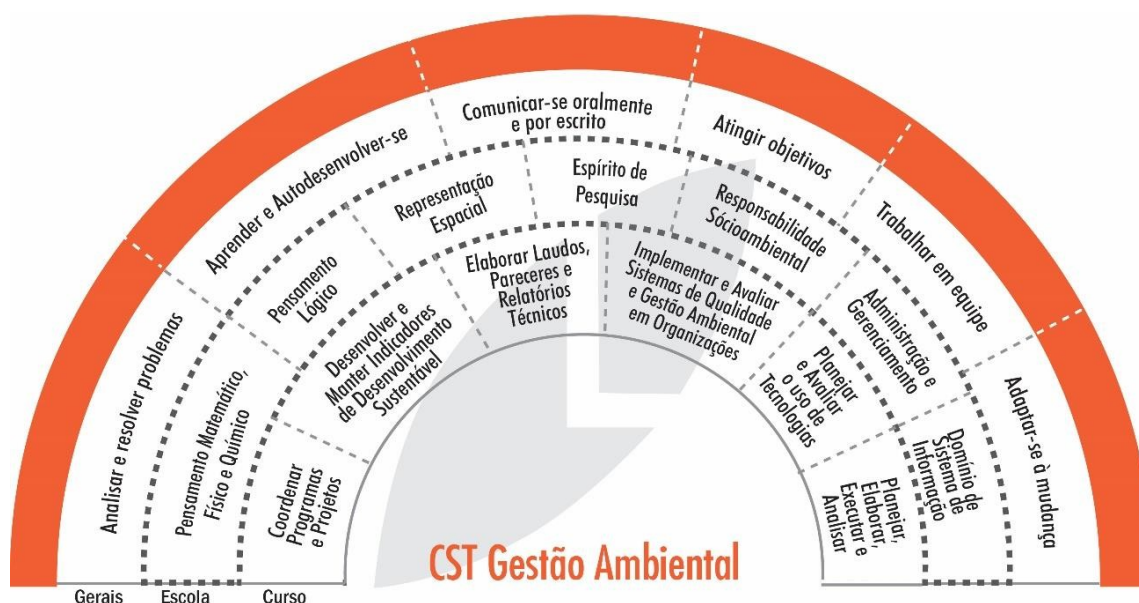 Analisar e resolver problemas
Aprender e Autodesenvolver-se
Comunicar-se oralmente
e por escrito
Atingir objetivos
Trabalhar em equipe
Adaptar-se à mudança
Pensamento Matemático,
Físico e Químico
Pensamento
Lógico
Representação
Espacial
Espírito de
Pesquisa
Responsabilidade
Sócioambiental
Administração e
Gerenciamento
Domínio de
Sistema de
Informação
Coordenar
Programas
e Projetos
Desenvolver e
Manter Indicadores
de Desenvolvimento
Sustentável
Elaborar Laudos,
Pareceres e
Relatórios
Técnicos
Implementar e Avaliar
Sistemas de Qualidade
e Gestão Ambiental
em Organizações
Planejar
e Avaliar
o uso de
Tecnologias
Planejar,
Elaborar,
Executar e
Analisar
CST Gestão Ambiental
Gerais
Escola
Curso